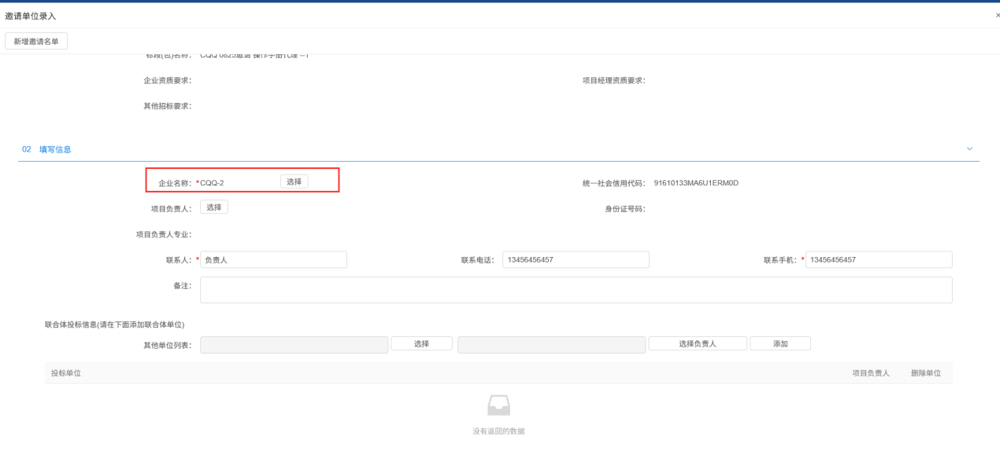 邀请单位录入 ×
新增邀请名单
标段(包)名称： CQQ 0825邀请 操作手册代理 --1
企业资质要求： 项目经理资质要求：
其他招标要求：
02 填写信息
企业名称：*CQQ-2 选择 统一社会信用代码： 91610133MA6U1ERM0D
项目负责人： 选择 身份证号码：
项目负责人专业：
联系人：* 负责人 联系电话： 13456456457 联系手机：* 13456456457
备注：
联合体投标信息(请在下面添加联合体单位)
其他单位列表： 选择 选择负责人 添加
投标单位 项目负责人 删除单位
没有返回的数据